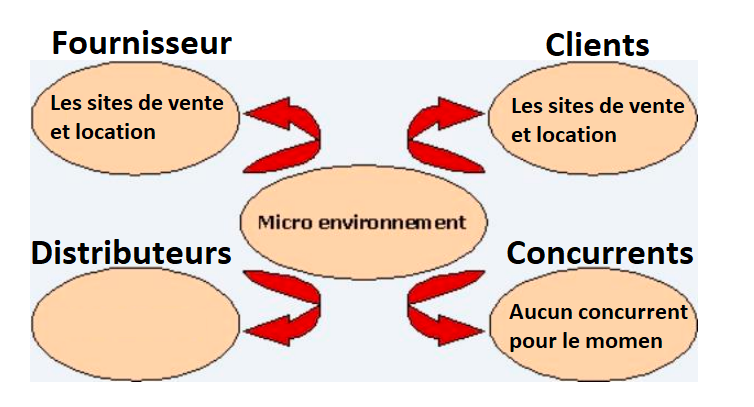 Fournisseur
Clients
Les sites de vente
et location
Les sites de vente
et location
Micro environnement
Distributeurs
Concurrents
Aucun concurrent
pour le momen